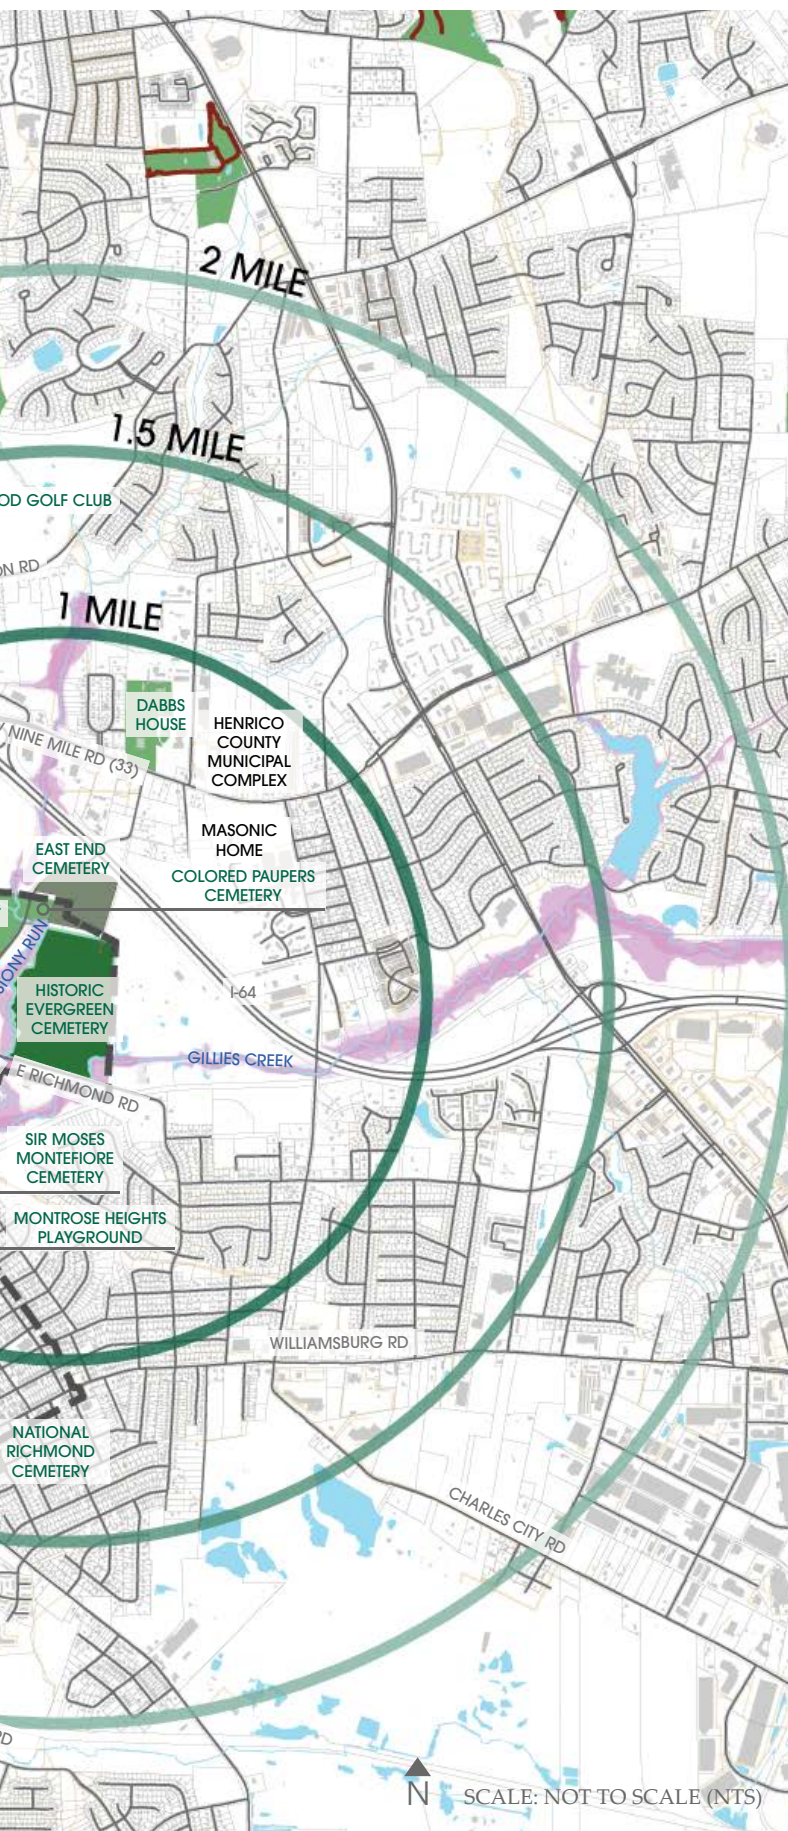 2 MILE
1.5 MILE
OD GOLF CLUB
ON RD
1 MILE
DABBS
HOUSE
HENRICO
COUNTY
MUNICIPAL
COMPLEX
NINE MILE RD (33)
MASONIC
HOME
EAST END
CEMETERY
COLORED PAUPERS
CEMETERY
STONY RUN
I-64
HISTORIC
EVERGREEN
CEMETERY
GILLIES CREEK
E RICHMOND RD
SIR MOSES
MONTEFIORE
CEMETERY
MONTROSE HEIGHTS
PLAYGROUND
WILLIAMSBURG RD
NATIONAL
RICHMOND
CEMETERY
CHARLES CITY RD
RD
N
SCALE: NOT TO SCALE (NTS)